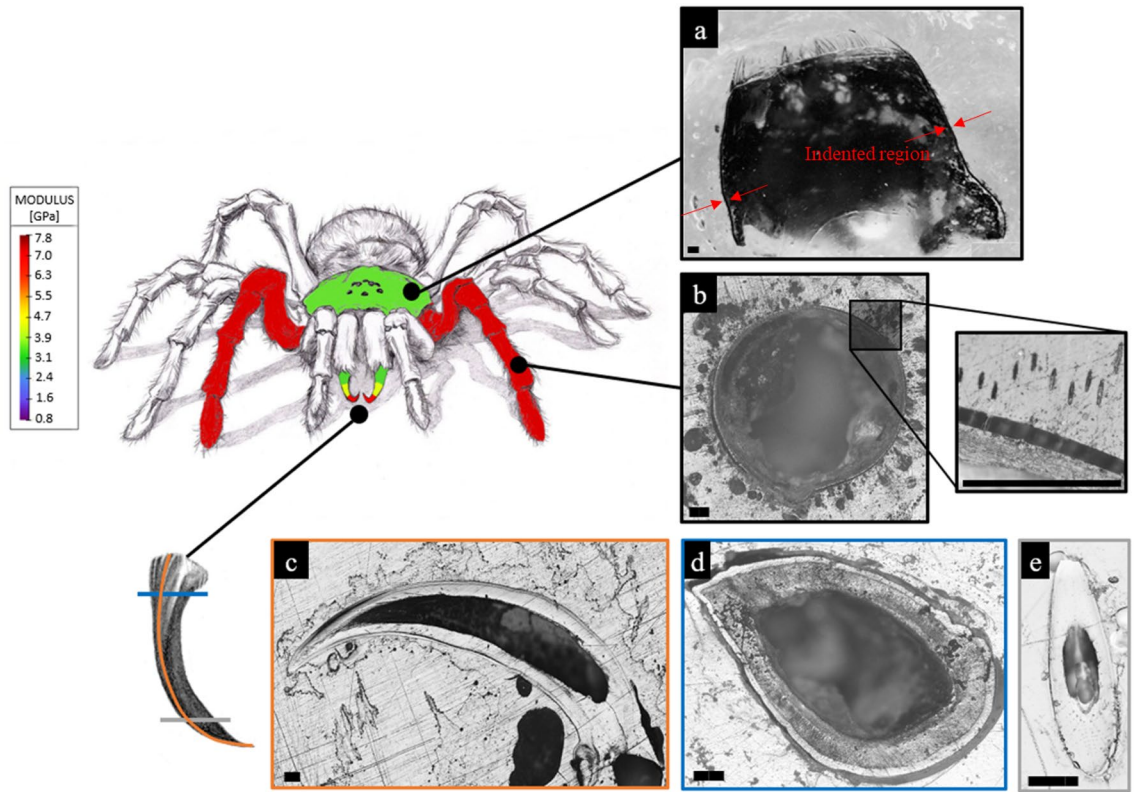 a
Indented region
MODULUS
[GPa]
7.8
7.0
6.3
5.5
4.7
3.9
3.1
2.4
1.6
0.8
b
c
d
e